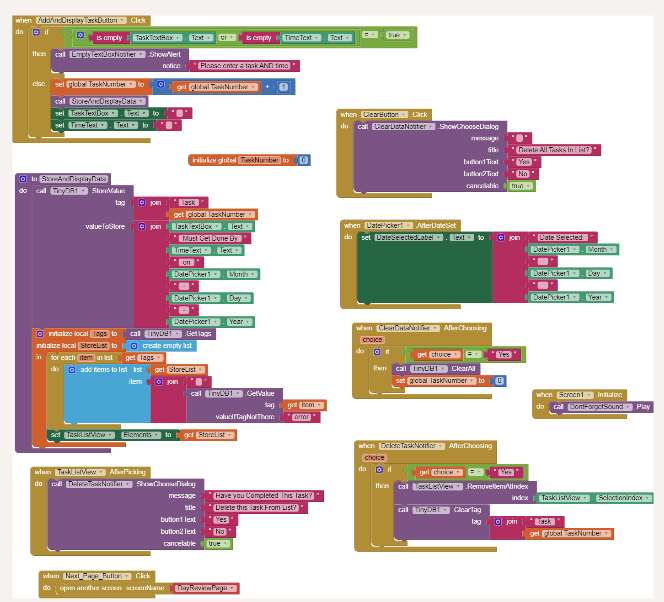 when AddAndDisplayTaskButton .Click
do if is empty TaskTextBox . Text or is empty TimeText . Text = true
then call EmptyTextBoxNotifier .ShowAlert
notice " Please enter a task AND time "
else set global TaskNumber to get global TaskNumber + 1
call StoreAndDisplayData
set TaskTextBox . Text to " "
set TimeText . Text to " "
initialize global TaskNumber to 0
to StoreAndDisplayData
do call TinyDB1 .StoreValue
tag join " Task "
get global TaskNumber
valueToStore join TaskTextBox . Text
" Must Get Done By "
TimeText . Text
" on "
DatePicker1 . Month
" - "
DatePicker1 . Day
" - "
DatePicker1 . Year
initialize local Tags to call TinyDB1 .GetTags
initialize local StoreList to create empty list
in for each item in list get Tags
do add items to list list get StoreList
item join " "
call TinyDB1 .GetValue
tag get item
valueIfTagNotThere " error "
set TaskListView . Elements to get StoreList
when TaskListView .AfterPicking
do call DeleteTaskNotifier .ShowChooseDialog
message " Have you Completed This Task? "
title " Delete this Task From List? "
button1Text " Yes "
button2Text " No "
cancelable true
when Next_Page_Button .Click
do open another screen screenName DayReviewPage
when ClearButton .Click
do call ClearDataNotifier .ShowChooseDialog
message " "
title " Delete All Tasks In List? "
button1Text " Yes "
button2Text " No "
cancelable true
when DatePicker1 .AfterDateSet
do set DateSelectedLabel . Text to join " Date Selected: "
DatePicker1 . Month
" - "
DatePicker1 . Day
" - "
DatePicker1 . Year
when ClearDataNotifier .AfterChoosing
choice
do if get choice = " Yes "
then call TinyDB1 .ClearAll
set global TaskNumber to 0
when Screen1 .Initialize
do call DontForgetSound .Play
when DeleteTaskNotifier .AfterChoosing
choice
do if get choice = " Yes "
then call TaskListView .RemoveItemAtIndex
index TaskListView . SelectionIndex
call TinyDB1 .ClearTag
tag join " Task "
get global TaskNumber